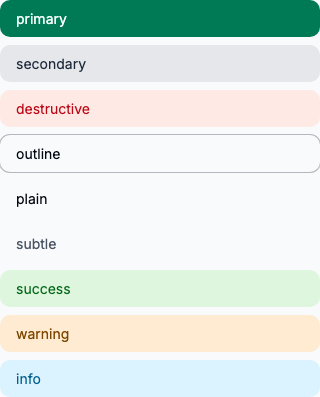 primary
secondary
destructive
outline
plain
subtle
success
warning
info